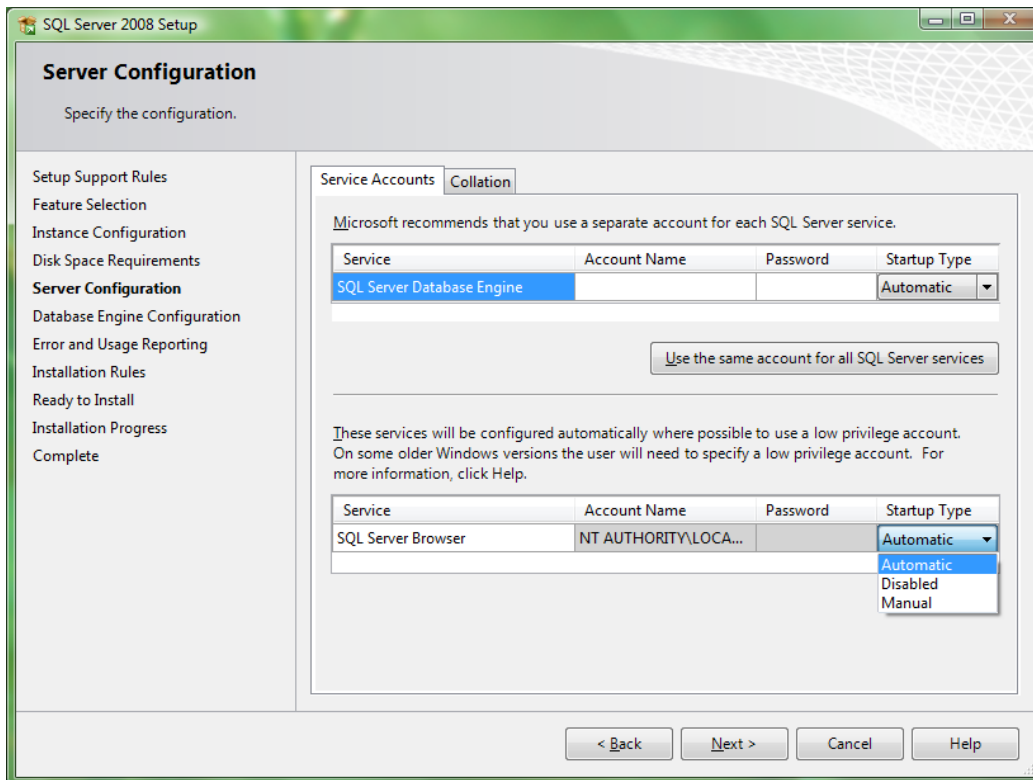 SQL Server 2008 Setup
Server Configuration
Specify the configuration.
Setup Support Rules
Feature Selection
Instance Configuration
Disk Space Requirements
Server Configuration
Database Engine Configuration
Error and Usage Reporting
Installation Rules
Ready to Install
Installation Progress
Complete
Service Accounts Collation
Microsoft recommends that you use a separate account for each SQL Server service.
Service Account Name Password Startup Type
SQL Server Database Engine Automatic
Use the same account for all SQL Server services
These services will be configured automatically where possible to use a low privilege account.
On some older Windows versions the user will need to specify a low privilege account. For
more information, click Help.
Service Account Name Password Startup Type
SQL Server Browser NT AUTHORITY\LOCA... Automatic
Automatic
Disabled
Manual
< Back Next > Cancel Help